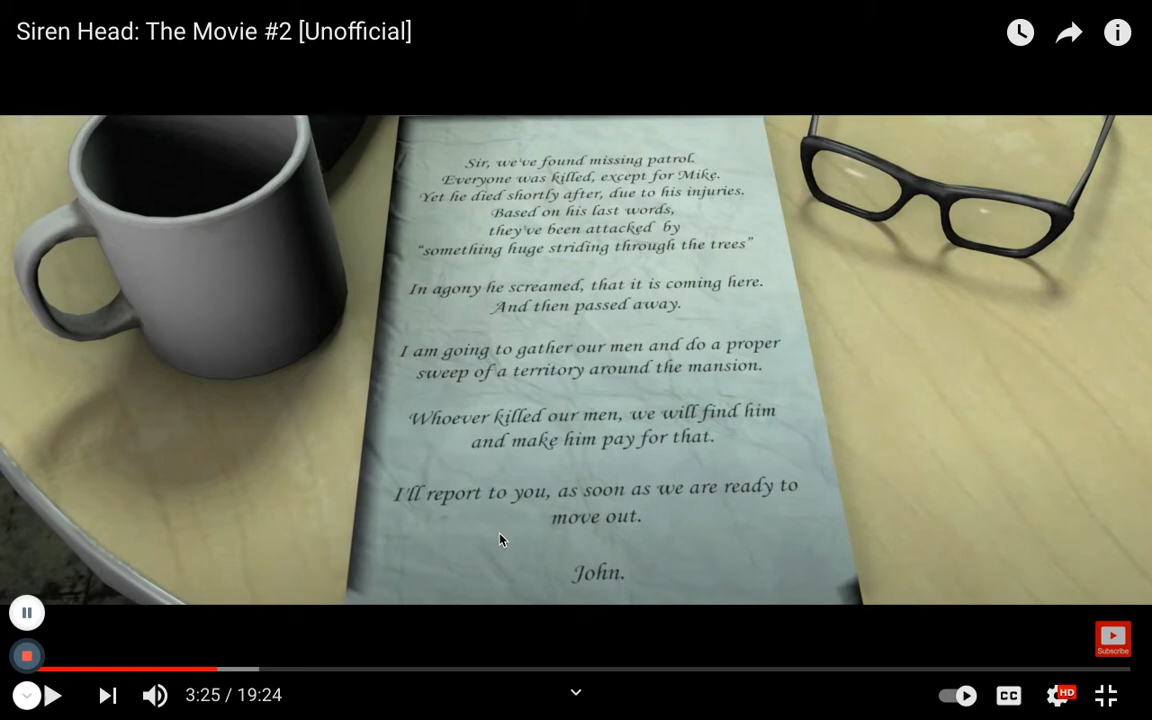 Siren Head: The Movie #2 [Unofficial]
Sir, we've found missing patrol.
Everyone was killed, except for Mike.
Yet he died shortly after, due to his injuries.
Based on his last words,
they've been attacked by
“something huge striding through the trees”
In agony he screamed, that it is coming here.
And then passed away.
I am going to gather our men and do a proper
sweep of a territory around the mansion.
Whoever killed our men, we will find him
and make him pay for that.
I'll report to you, as soon as we are ready to
move out.
John.
Subscribe
3:25 / 19:24
CC
HD